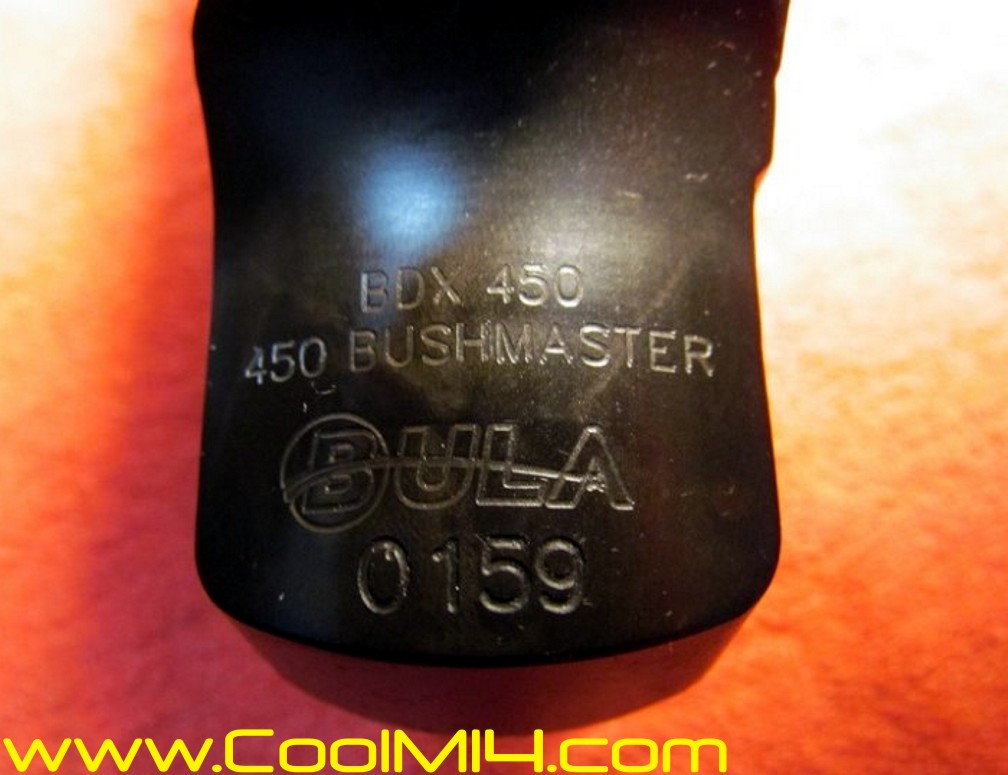 BDX 450
450 BUSHMASTER
BULA
0159
www.CoolM14.com